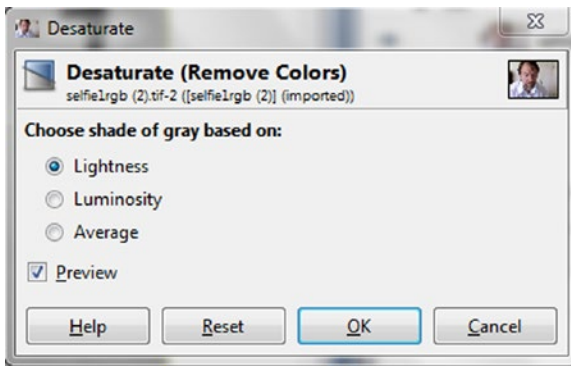 Desaturate
Desaturate (Remove Colors)
selfie1rgb (2).tif-2 ([selfie1rgb (2)] (imported))
Choose shade of gray based on:
Lightness
Luminosity
Average
Preview
Help Reset OK Cancel